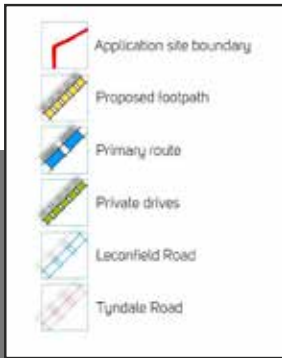 Application site boundary
Proposed footpath
Primary route
Private drives
Leconfield Road
Tyndale Road